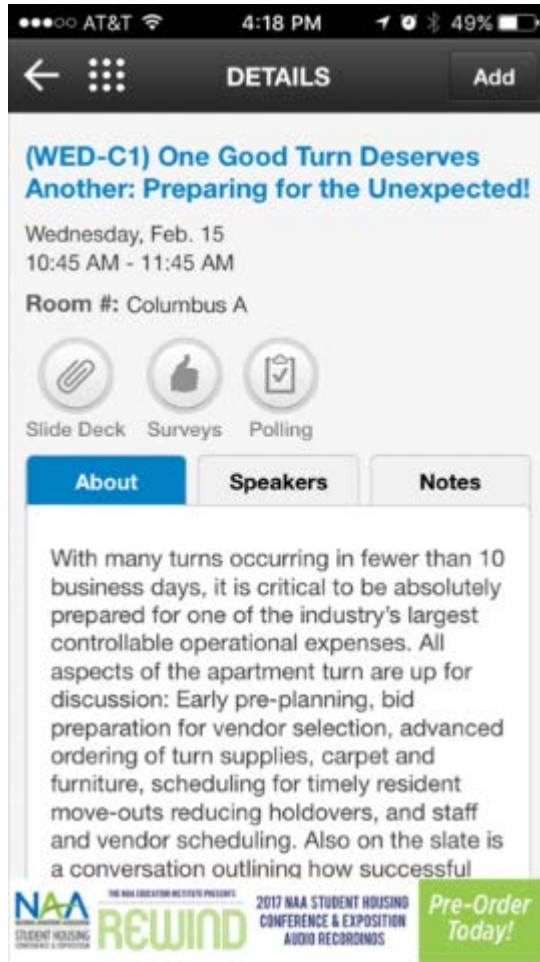 AT&T 4:18 PM 49%
DETAILS Add
(WED-C1) One Good Turn Deserves
Another: Preparing for the Unexpected!
Wednesday, Feb. 15
10:45 AM - 11:45 AM
Room #: Columbus A
Slide Deck Surveys Polling
About Speakers Notes
With many turns occurring in fewer than 10
business days, it is critical to be absolutely
prepared for one of the industry's largest
controllable operational expenses. All
aspects of the apartment turn are up for
discussion: Early pre-planning, bid
preparation for vendor selection, advanced
ordering of turn supplies, carpet and
furniture, scheduling for timely resident
move-outs reducing holdovers, and staff
and vendor scheduling. Also on the slate is
a conversation outlining how successful
NAA
STUDENT HOUSING
THE NAA EDUCATION INSTITUTE PRESENTS
REWIND
2017 NAA STUDENT HOUSING
CONFERENCE & EXPOSITION
AUDIO RECORDINGS
Pre-Order
Today!